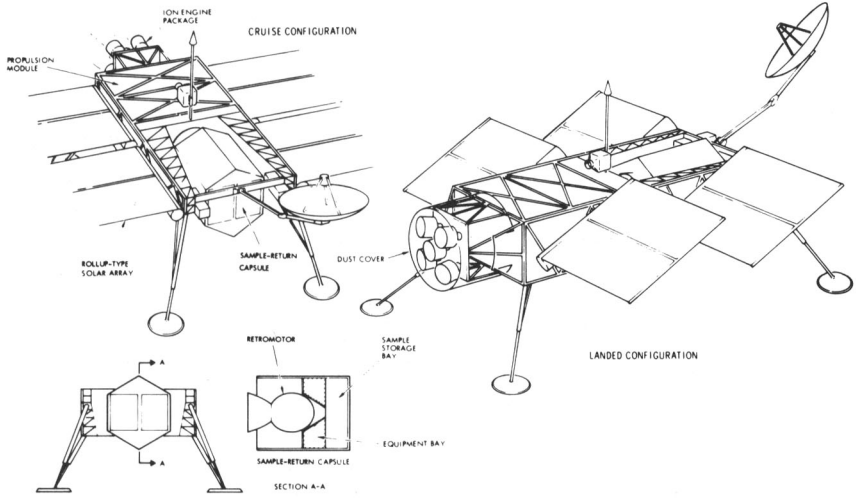 ION ENGINE
PACKAGE
CRUISE CONFIGURATION
PROPULSION
MODULE
ROLLUP-TYPE
SOLAR ARRAY
SAMPLE-RETURN
CAPSULE
DUST COVER
LANDED CONFIGURATION
RETROMOTOR
SAMPLE
STORAGE
BAY
A
A
EQUIPMENT BAY
SAMPLE-RETURN CAPSULE
SECTION A-A